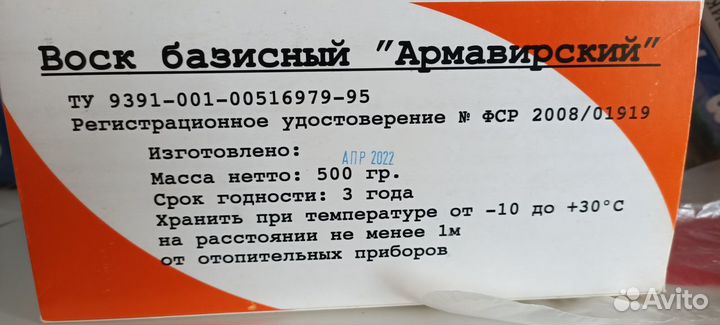 Воск базисный "Армавирский"
ТУ 9391-001-00516979-95
Регистрационное удостоверение № ФСР 2008/01919
Изготовлено: АПР 2022
Масса нетто: 500 гр.
Срок годности: 3 года
Хранить при температуре от -10 до +30°С
на расстоянии не менее 1м
от отопительных приборов
Avito